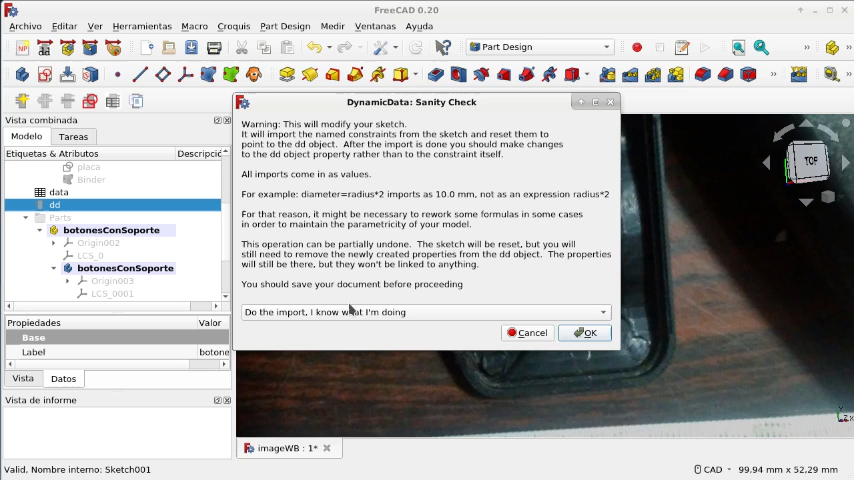 FreeCAD 0.20
Archivo Editar Ver Herramientas Macro Croquis Part Design Medir Ventanas Ayuda
Part Design
Vista combinada
Modelo Tareas
Etiquetas & Atributos Descripció
placa
Binder
data
dd
Parts
botonesConSoporte
Origin002
LCS_0
botonesConSoporte
Origin003
LCS_0001
Propiedades Valor
Base
Label botone
Vista Datos
Vista de informe
DynamicData: Sanity Check
Warning: This will modify your sketch.
It will import the named constraints from the sketch and reset them to
point to the dd object. After the import is done you should make changes
to the dd object property rather than to the constraint itself.
All imports come in as values.
For example: diameter=radius*2 imports as 10.0 mm, not as an expression radius*2
For that reason, it might be necessary to rework some formulas in some cases
in order to maintain the parametricity of your model.
This operation can be partially undone. The sketch will be reset, but you will
still need to remove the newly created properties from the dd object. The properties
will still be there, but they won't be linked to anything.
You should save your document before proceeding
Do the import, I know what I'm doing
Cancel OK
TOP
imageWB : 1*
Valid, Nombre interno: Sketch001
CAD 99,94 mm x 52,29 mm